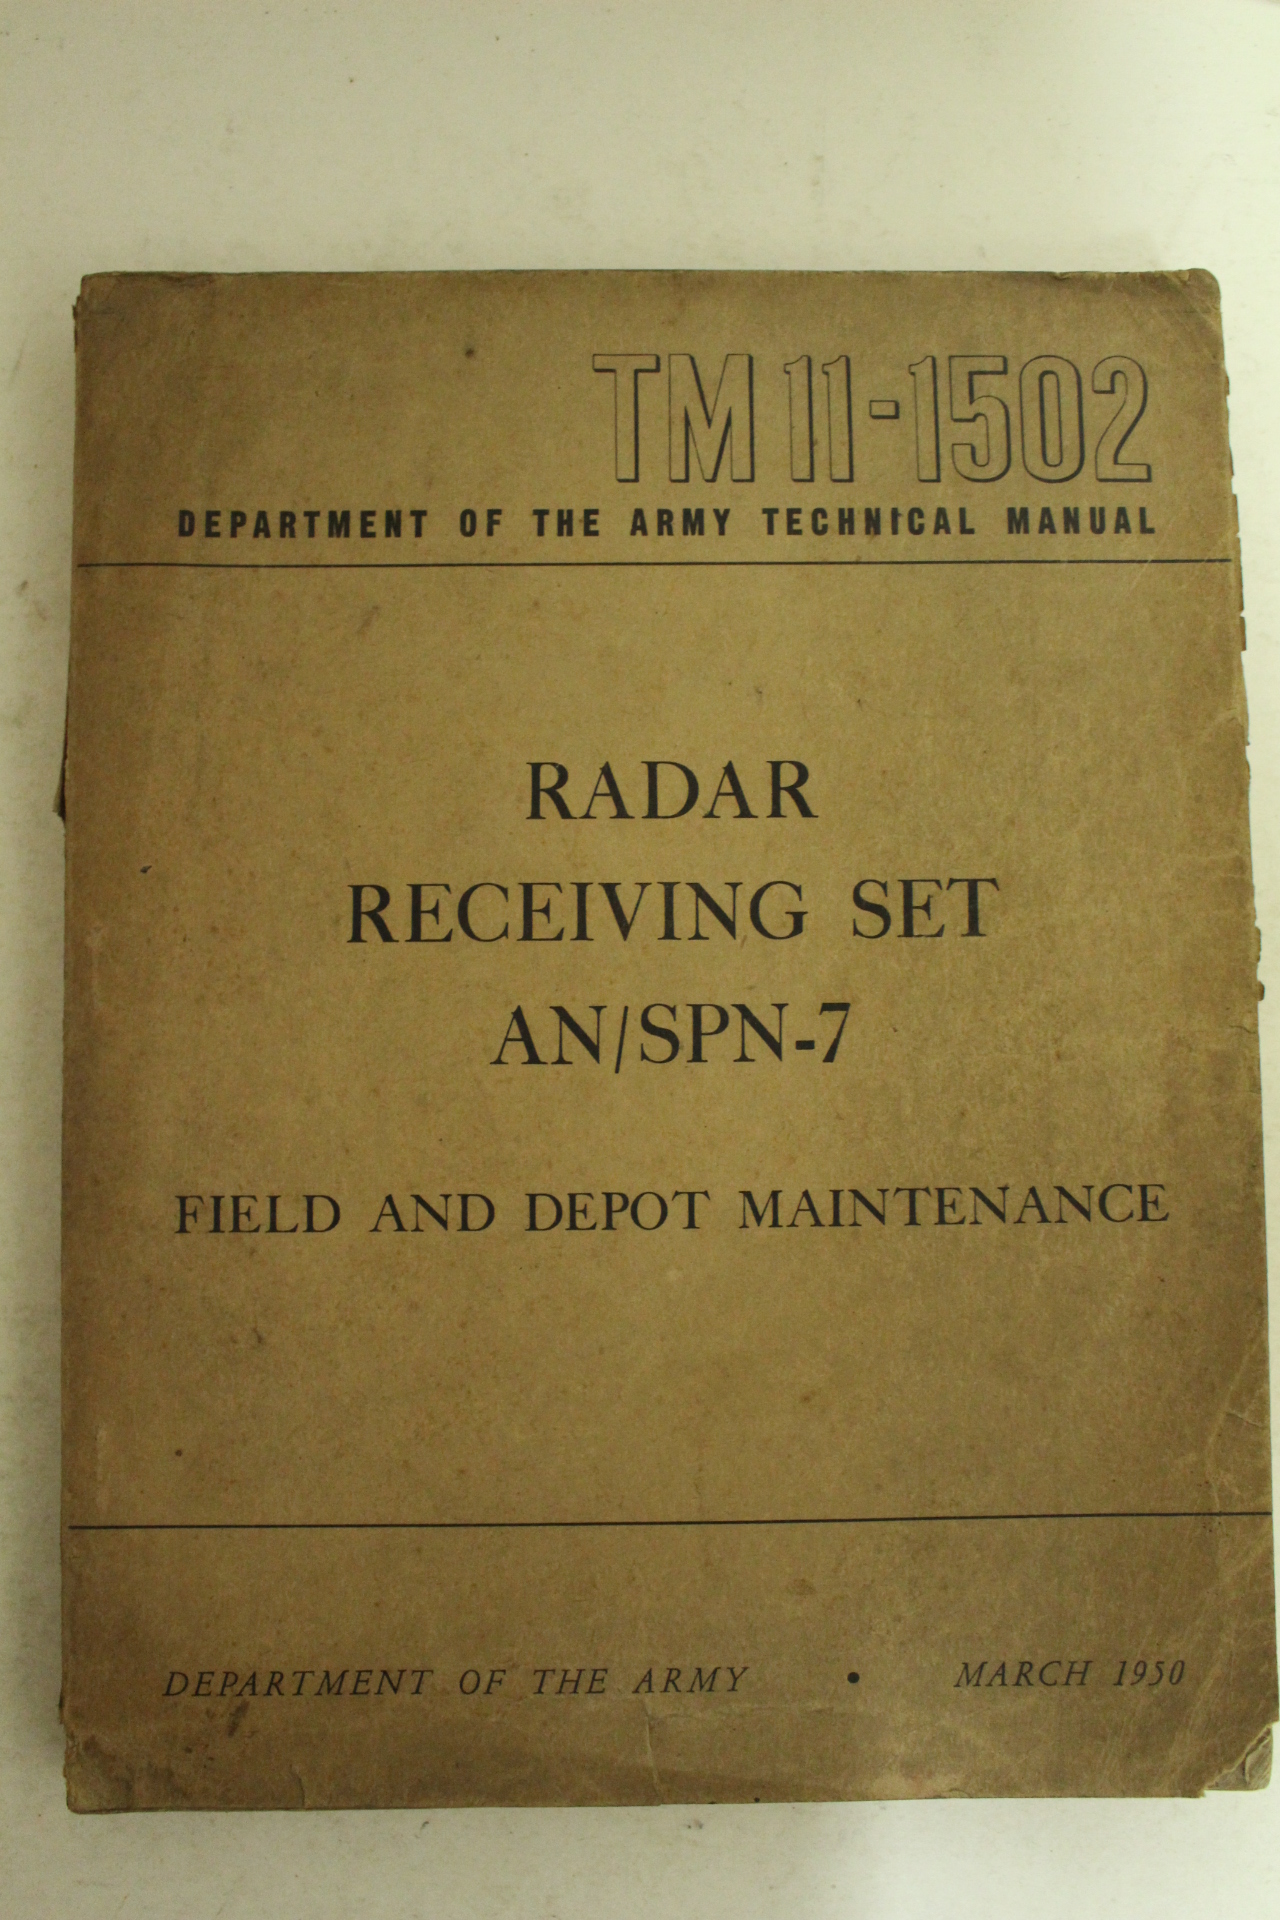 TM 11-1502
DEPARTMENT OF THE ARMY TECHNICAL MANUAL
RADAR
RECEIVING SET
AN/SPN-7
FIELD AND DEPOT MAINTENANCE
DEPARTMENT OF THE ARMY • MARCH 1950